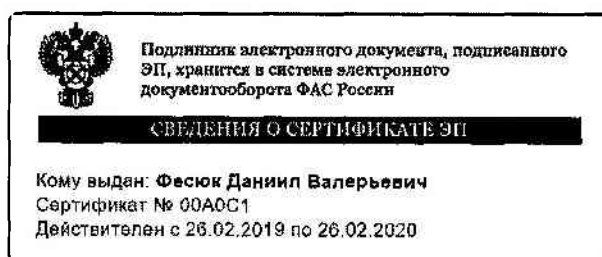 Подлинник электронного документа, подписанного
ЭП, хранится в системе электронного
документооборота ФАС России
СВЕДЕНИЯ О СЕРТИФИКАТЕ ЭП
Кому выдан: Фесюк Даниил Валерьевич
Сертификат № 00A0C1
Действителен с 26.02.2019 по 26.02.2020